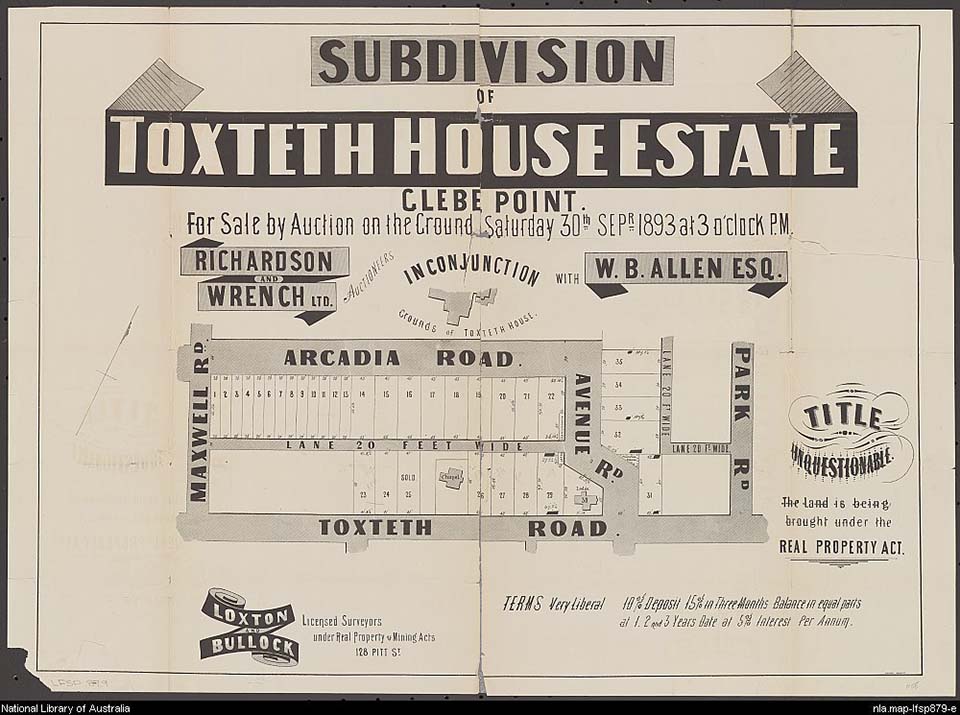 SUBDIVISION
OF
TOXTETH HOUSE ESTATE
GLEBE POINT.
For Sale by Auction on the Ground Saturday 30th SEPR 1893 at 3 o'clock P.M.
RICHARDSON
AND
WRENCH LTD.
AUCTIONEERS
IN CONJUNCTION
WITH
W. B. ALLEN ESQ.
Grounds of TOXTETH HOUSE.
MAXWELL RD.
ARCADIA ROAD.
1 2 3 4 5 6 7 8 9 10 11 12 13 14 15 16 17 18 19 20 21 22
LANE 20 FEET WIDE
AVENUE RD
35
34
33
32
LANE 20 FT WIDE
LANE 20 FT WIDE
PARK RD
SOLD
Chapel
23 24 25 26 27 28 29 30 31
TOXTETH ROAD.
TITLE
UNQUESTIONABLE.
The Land is being
brought under the
REAL PROPERTY ACT.
LOXTON
AND
BULLOCK
Licensed Surveyors
under Real Property & Mining Acts
128 PITT ST.
TERMS Very Liberal 10% Deposit 15% in Three Months Balance in equal parts
at 1. 2 and 3 Years Date at 5% Interest Per Annum.
LFSP 879
National Library of Australia
nla.map-lfsp879-e